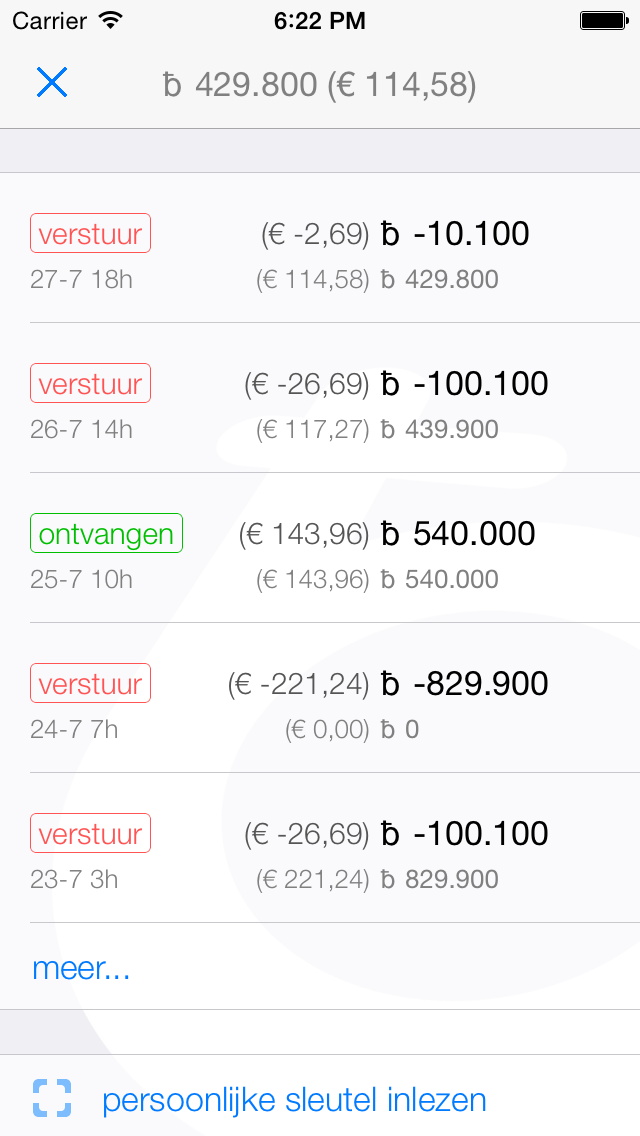 Carrier 6:22 PM
ƀ 429.800 (€ 114,58)
verstuur (€ -2,69) ƀ -10.100
27-7 18h (€ 114,58) ƀ 429.800
verstuur (€ -26,69) ƀ -100.100
26-7 14h (€ 117,27) ƀ 439.900
ontvangen (€ 143,96) ƀ 540.000
25-7 10h (€ 143,96) ƀ 540.000
verstuur (€ -221,24) ƀ -829.900
24-7 7h (€ 0,00) ƀ 0
verstuur (€ -26,69) ƀ -100.100
23-7 3h (€ 221,24) ƀ 829.900
meer...
persoonlijke sleutel inlezen